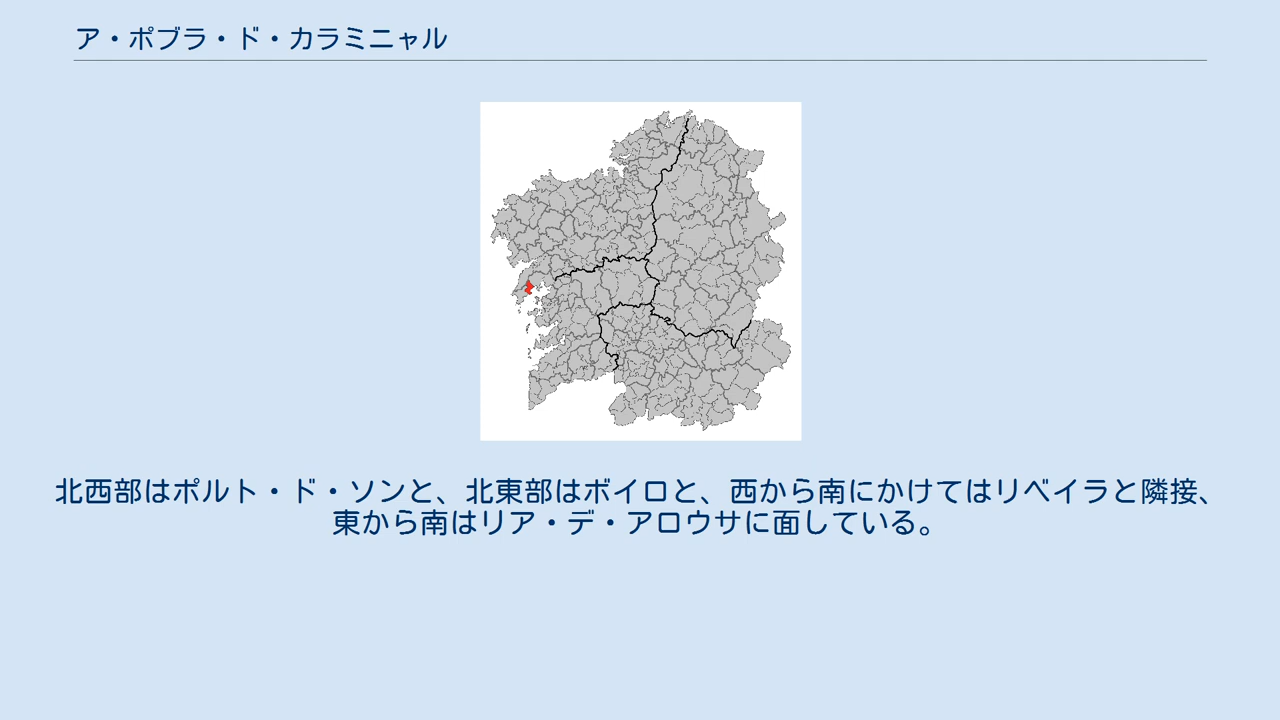 ア・ポブラ・ド・カラミニャル
北西部はポルト・ド・ソンと、北東部はボイロと、西から南にかけてはリベイラと隣接、
東から南はリア・デ・アロウサに面している。